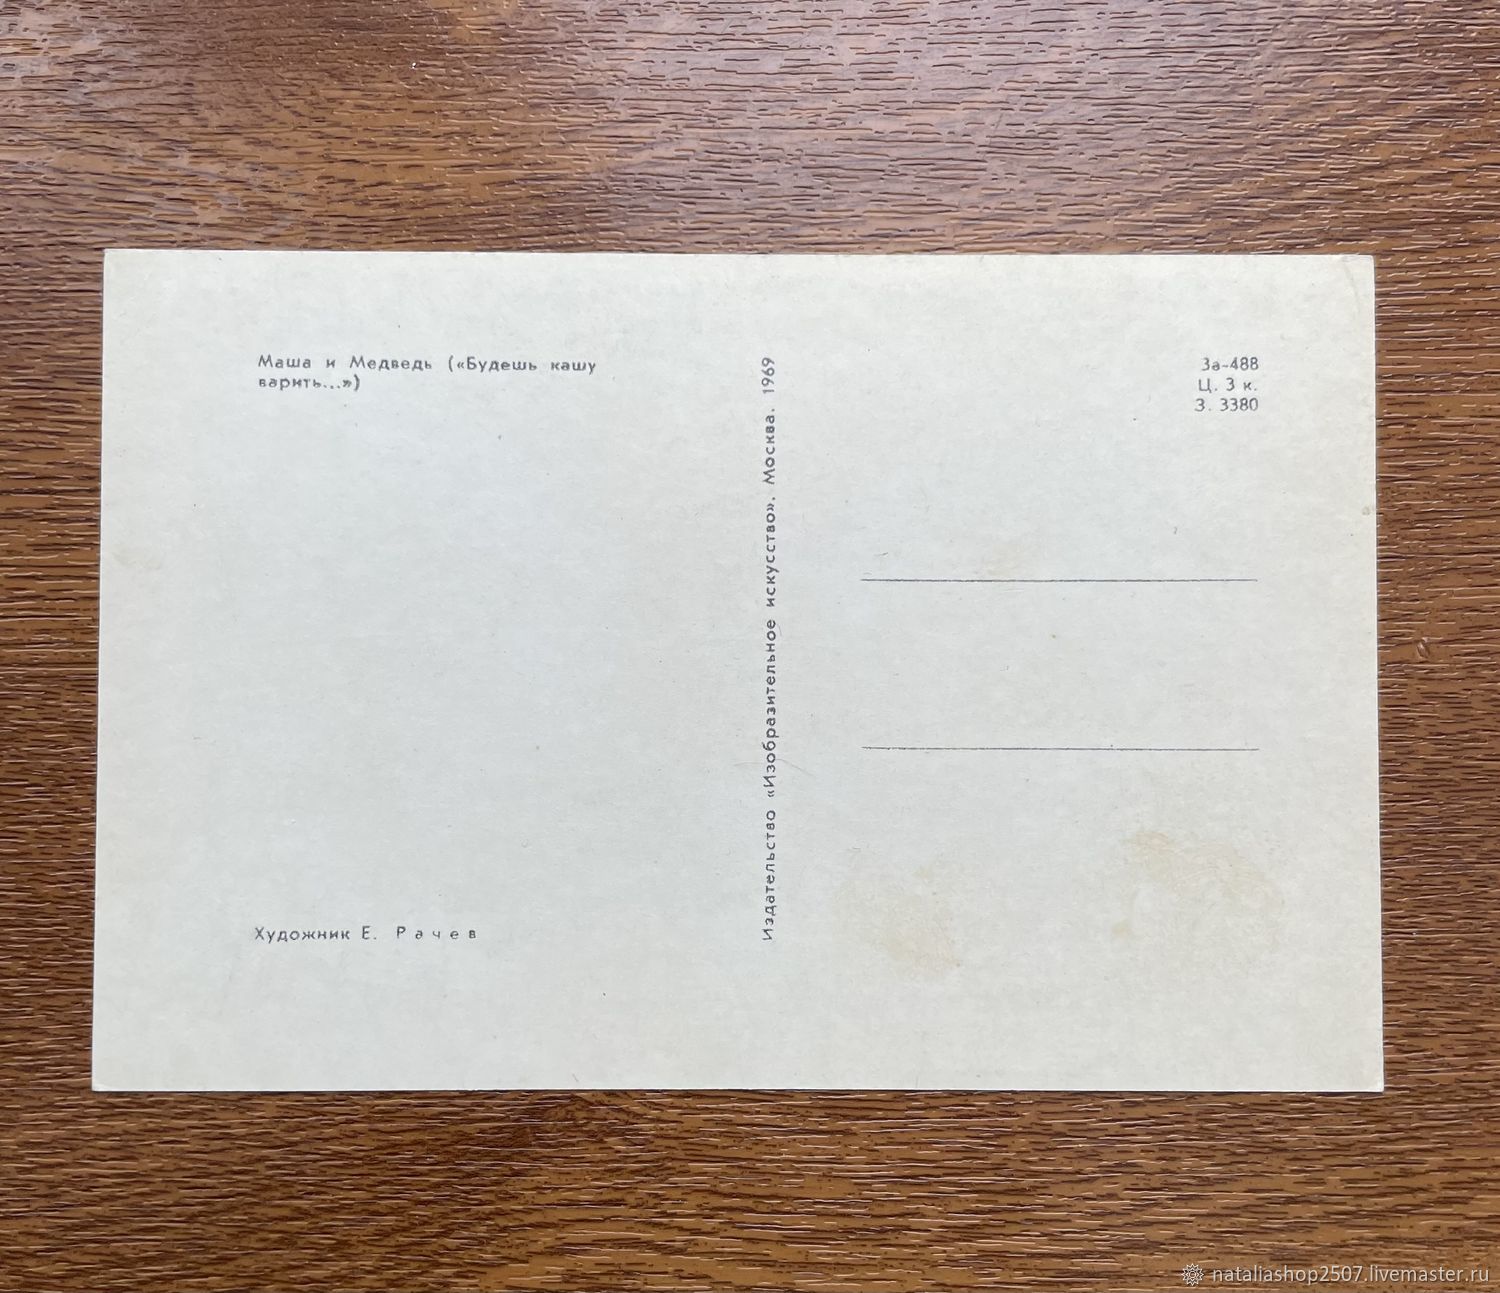 Маша и Медведь («Будешь кашу
варить...»)
Художник Е. Рачев
Издательство «Изобразительное искусство». Москва. 1969
3а-488
Ц. 3 к.
З. 3380
nataliashop2507.livemaster.ru